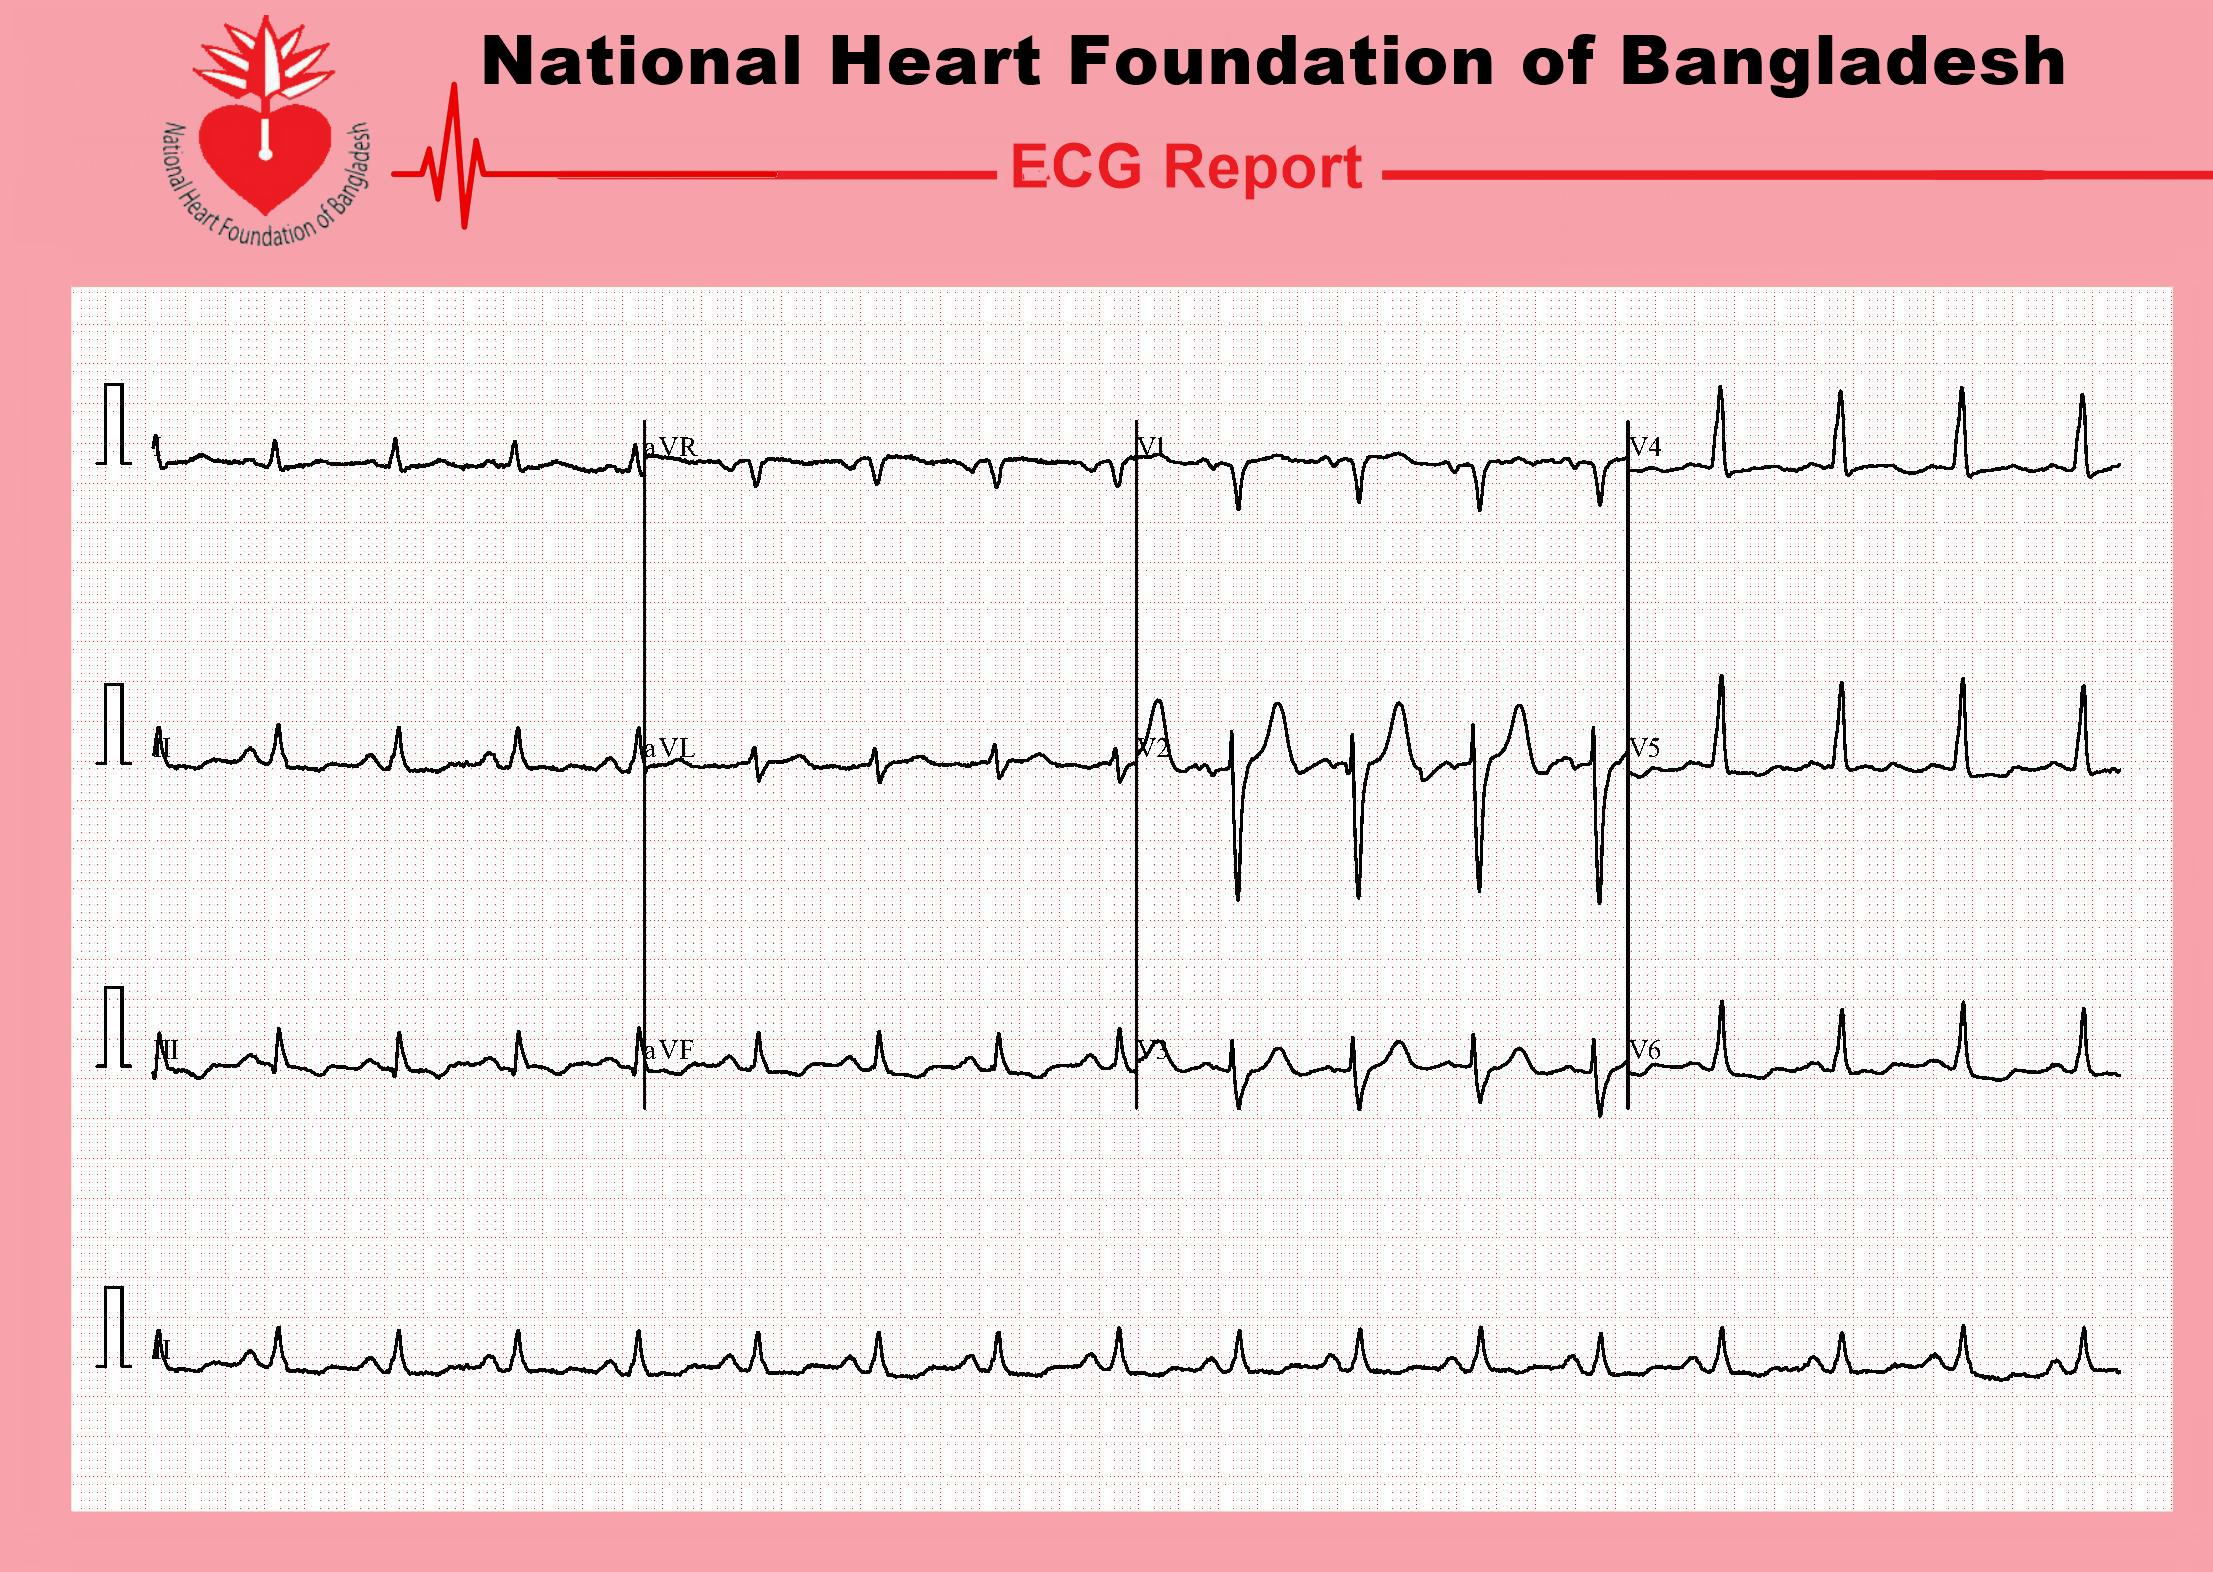 National Heart Foundation of Bangladesh
National Heart Foundation of Bangladesh
ECG Report
aVR
V1
V4
II
aVL
V2
V5
III
aVF
V3
V6
II